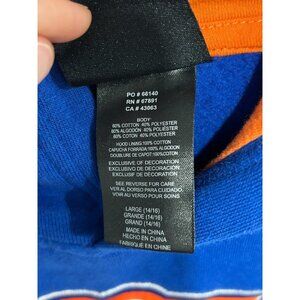 PO # 66140
RN # 67891
CA # 43063
BODY
60% COTTON 40% POLYESTER
60% ALGODÓN 40% POLIÉSTER
60% COTON 40% POLYESTER
HOOD LINING 100% COTTON
CAPUCHA FORRADA 100% ALGODÓN
DOUBLURE DE CAPOT 100% COTON
EXCLUSIVE OF DECORATION
EXCLUSIVO DE DECORACIÓN
EXCLUSIF DE DÉCORATION
SEE REVERSE FOR CARE
VER AL DORSO PARA CUIDADO
VOIR AU VERSO POUR SOINS
LARGE (14/16)
GRANDE (14/16)
GRAND (14/16)
MADE IN CHINA
HECHO EN CHINA
FABRIQUÉ EN CHINE